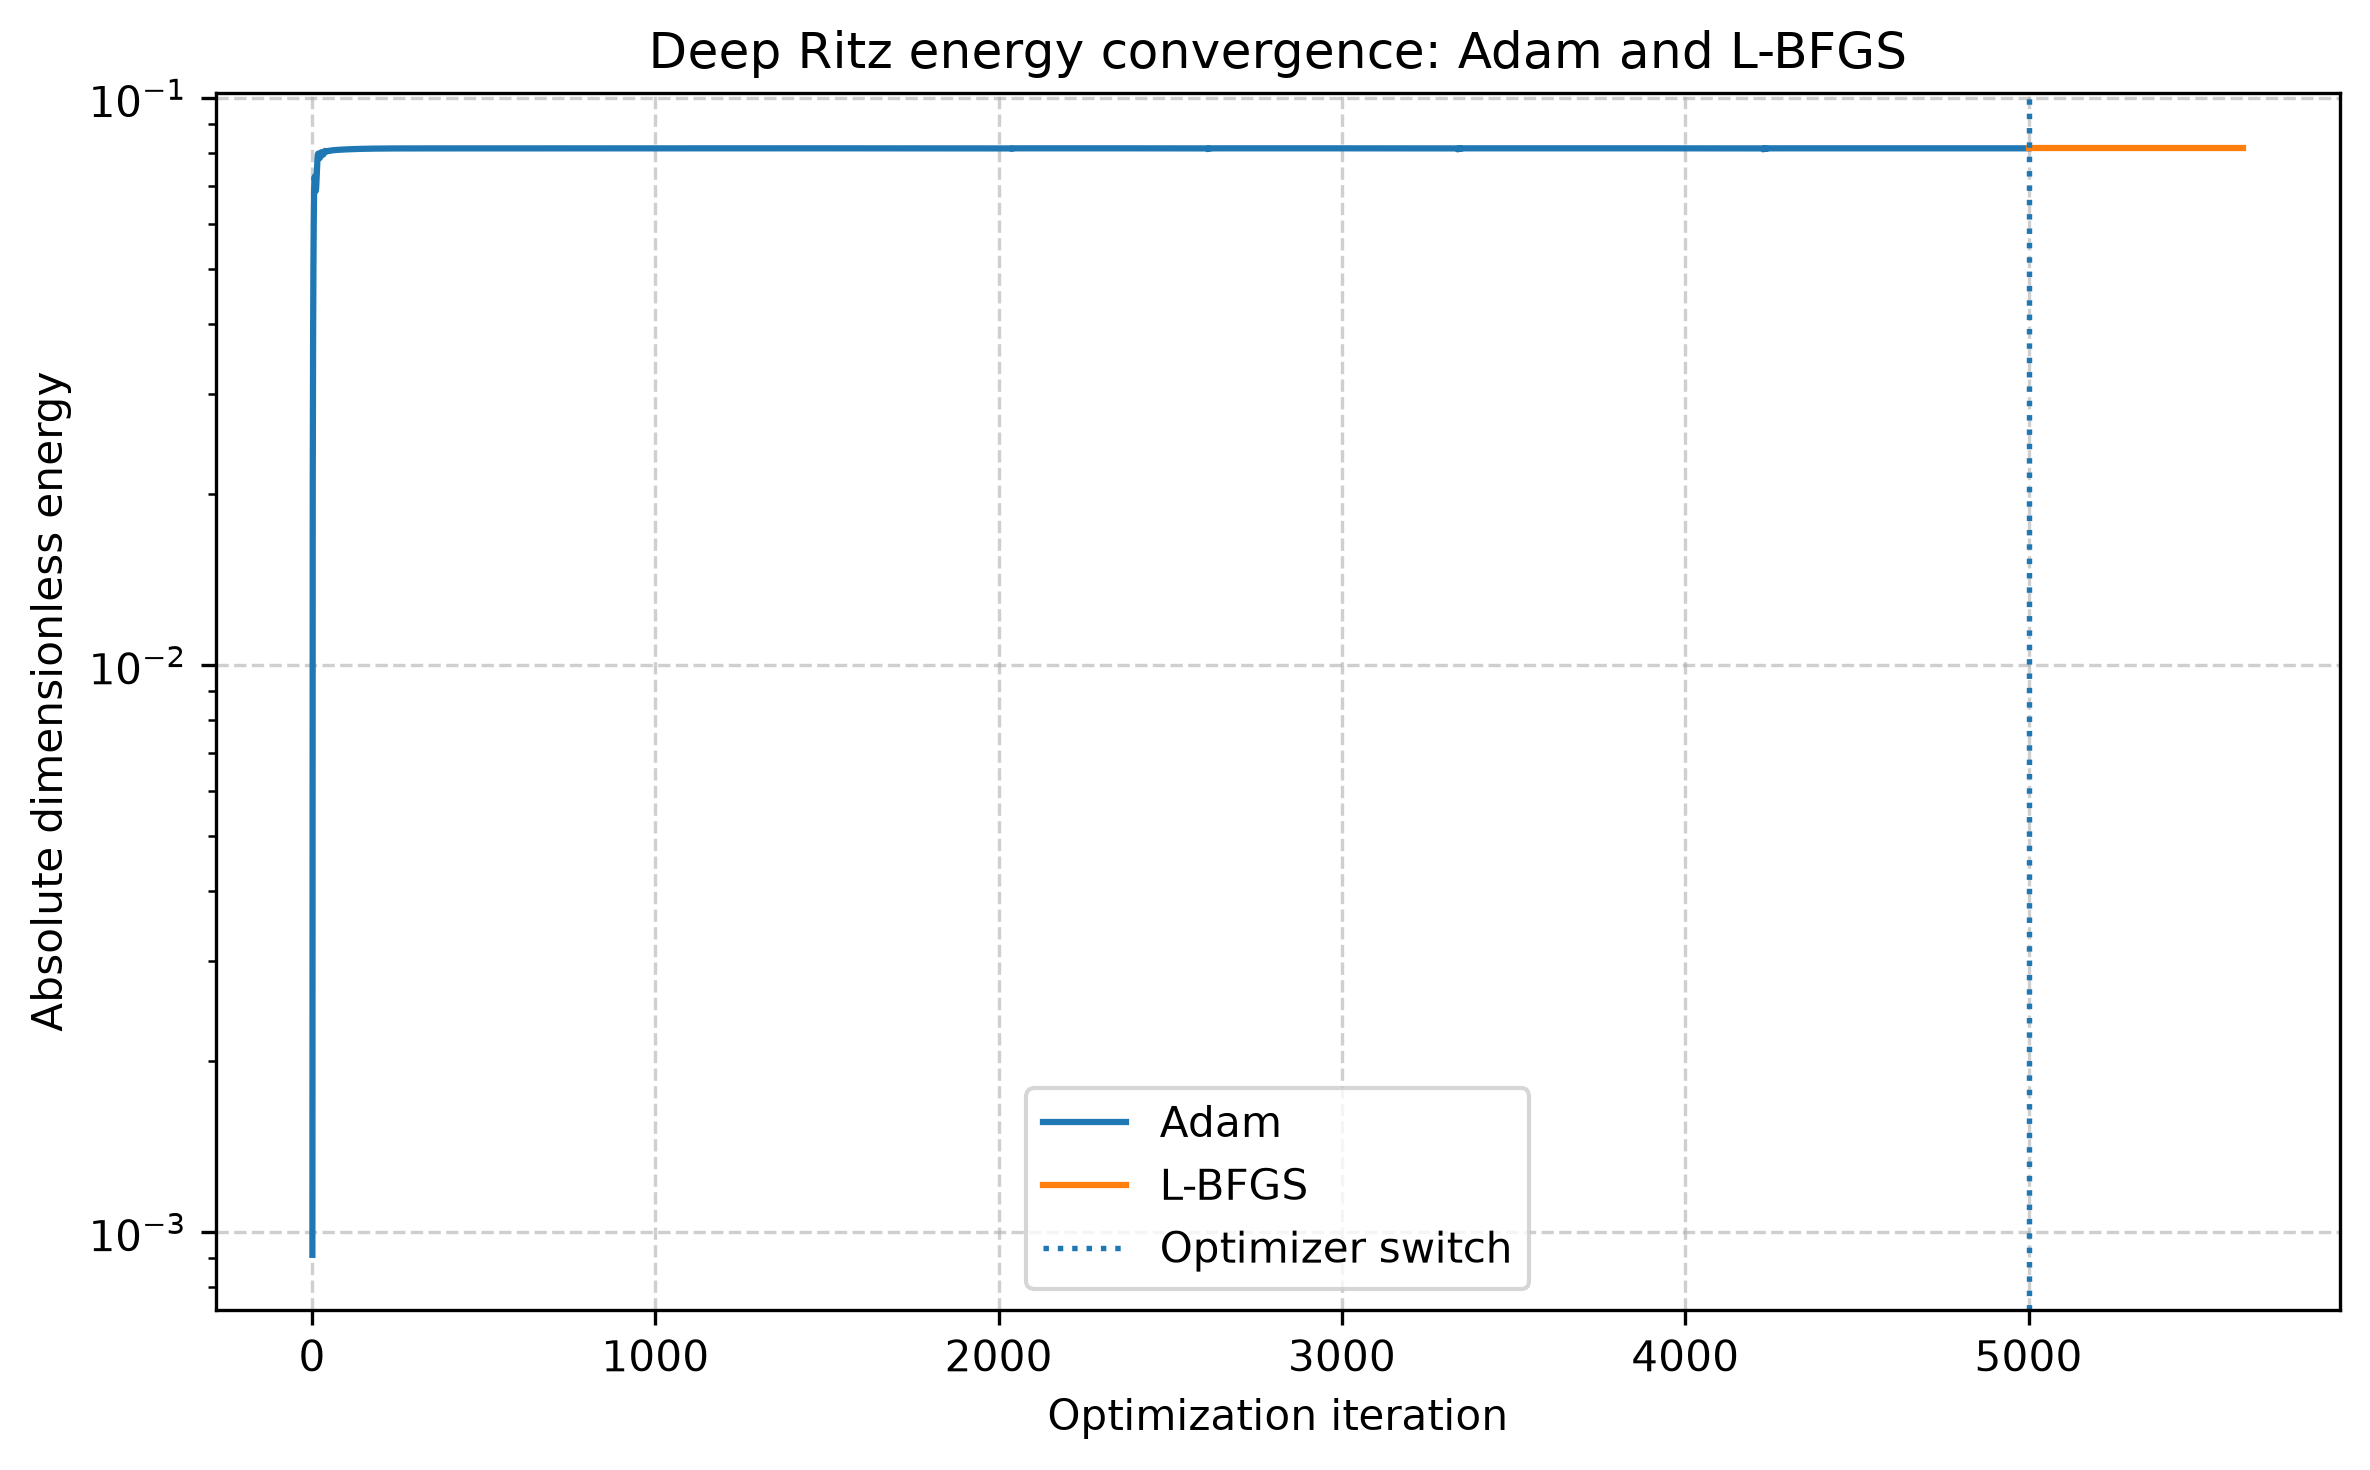 Deep Ritz energy convergence: Adam and L-BFGS
Absolute dimensionless energy
10⁻¹
10⁻²
10⁻³
Adam
L-BFGS
Optimizer switch
0 1000 2000 3000 4000 5000
Optimization iteration